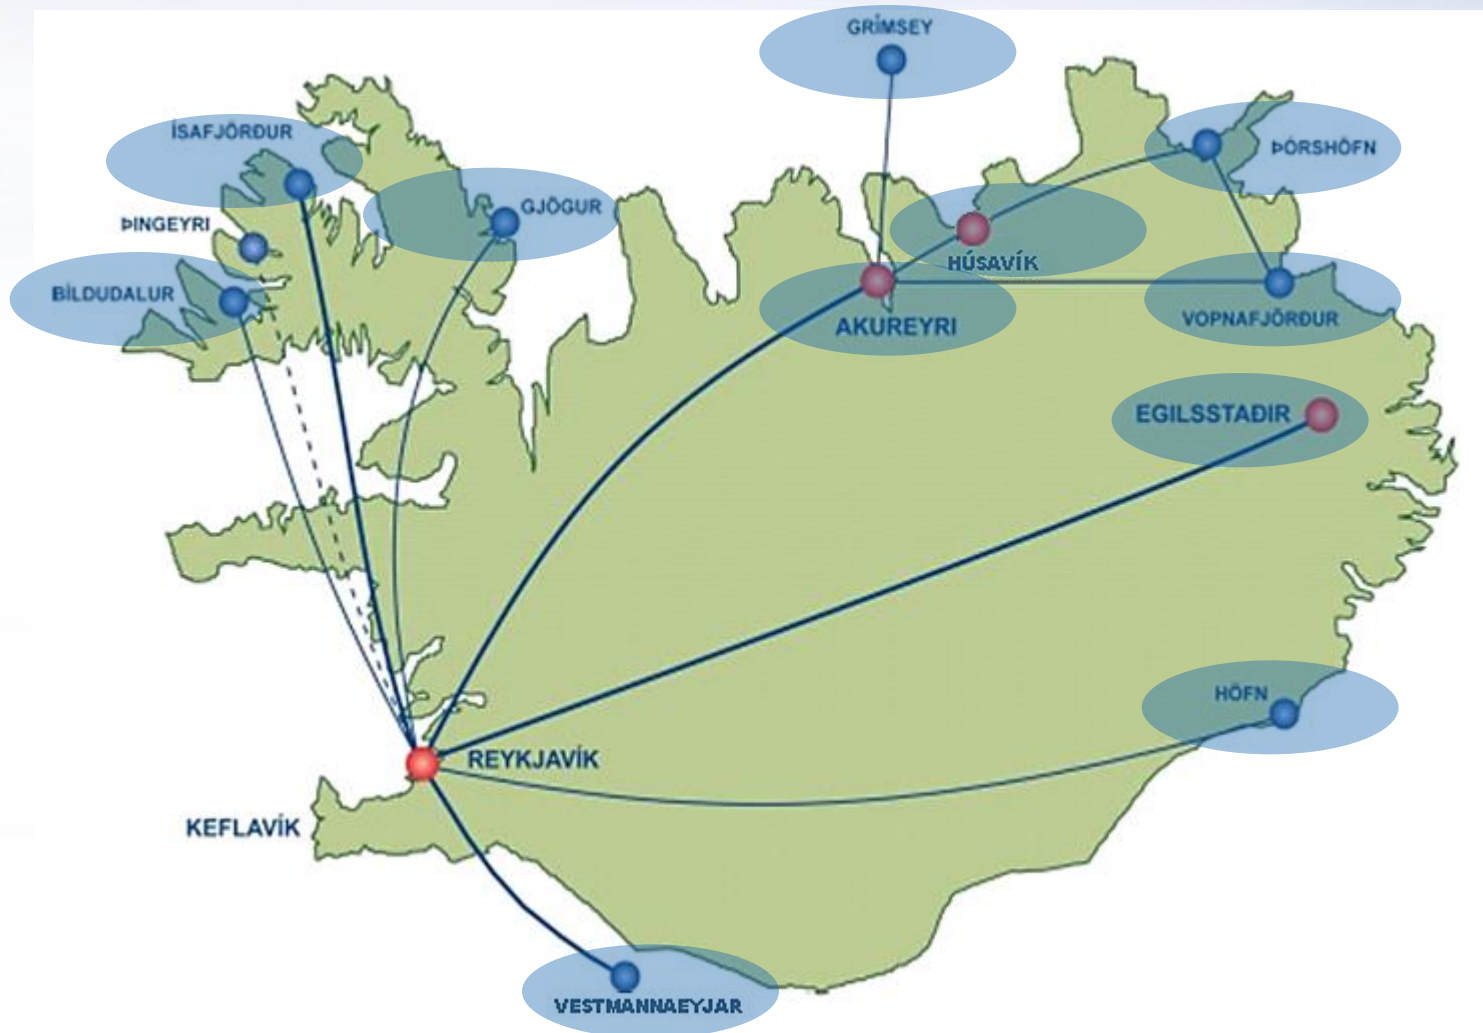 GRÍMSEY
ÍSAFJÖRÐUR
ÞÓRSHÖFN
GJÖGUR
ÞINGEYRI
HÚSAVÍK
BÍLDUDALUR
VOPNAFJÖRÐUR
AKUREYRI
EGILSSTAÐIR
HÖFN
REYKJAVÍK
KEFLAVÍK
VESTMANNAEYJAR